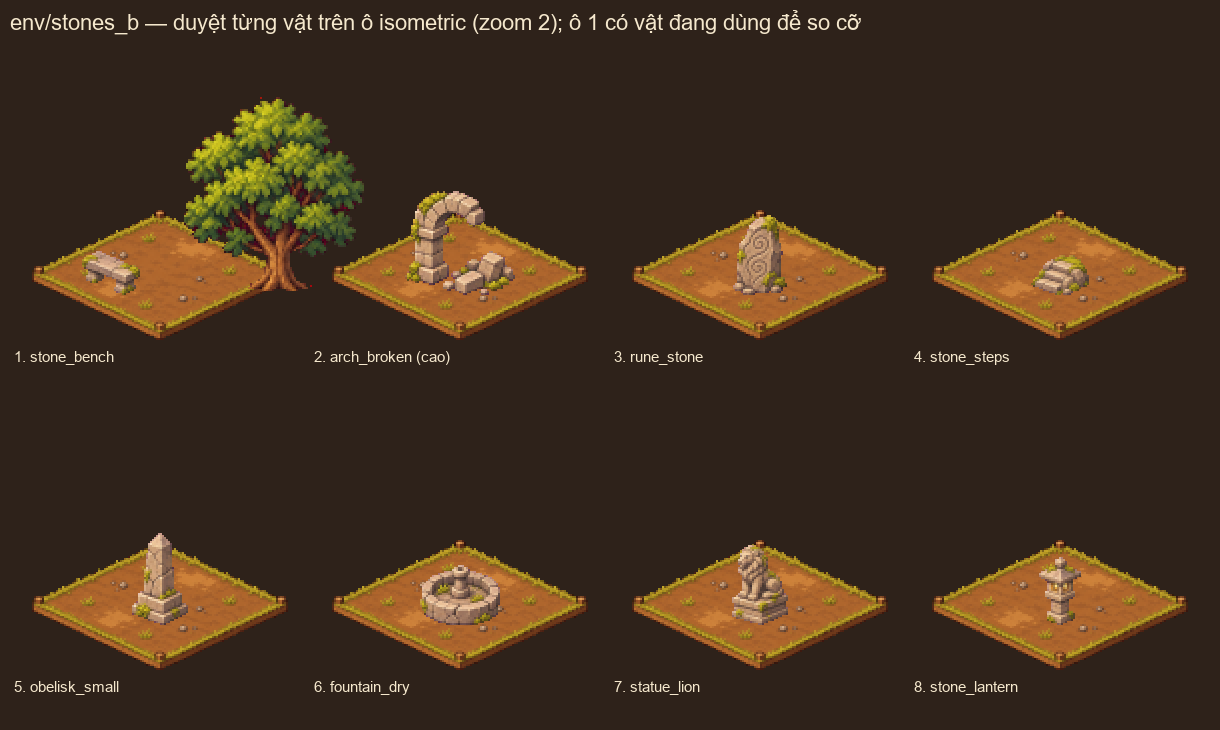 env/stones_b — duyệt từng vật trên ô isometric (zoom 2); ô 1 có vật đang dùng để so cỡ
1. stone_bench
2. arch_broken (cao)
3. rune_stone
4. stone_steps
5. obelisk_small
6. fountain_dry
7. statue_lion
8. stone_lantern